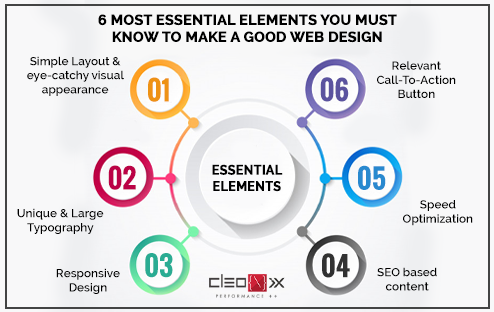 6 MOST ESSENTIAL ELEMENTS YOU MUST
KNOW TO MAKE A GOOD WEB DESIGN
Simple Layout &
eye-catchy visual
appearance
01
02
Unique & Large
Typography
03
Responsive
Design
ESSENTIAL
ELEMENTS
06
Relevant
Call-To-Action
Button
05
Speed
Optimization
04
SEO based
content
PERFORMANCE ++